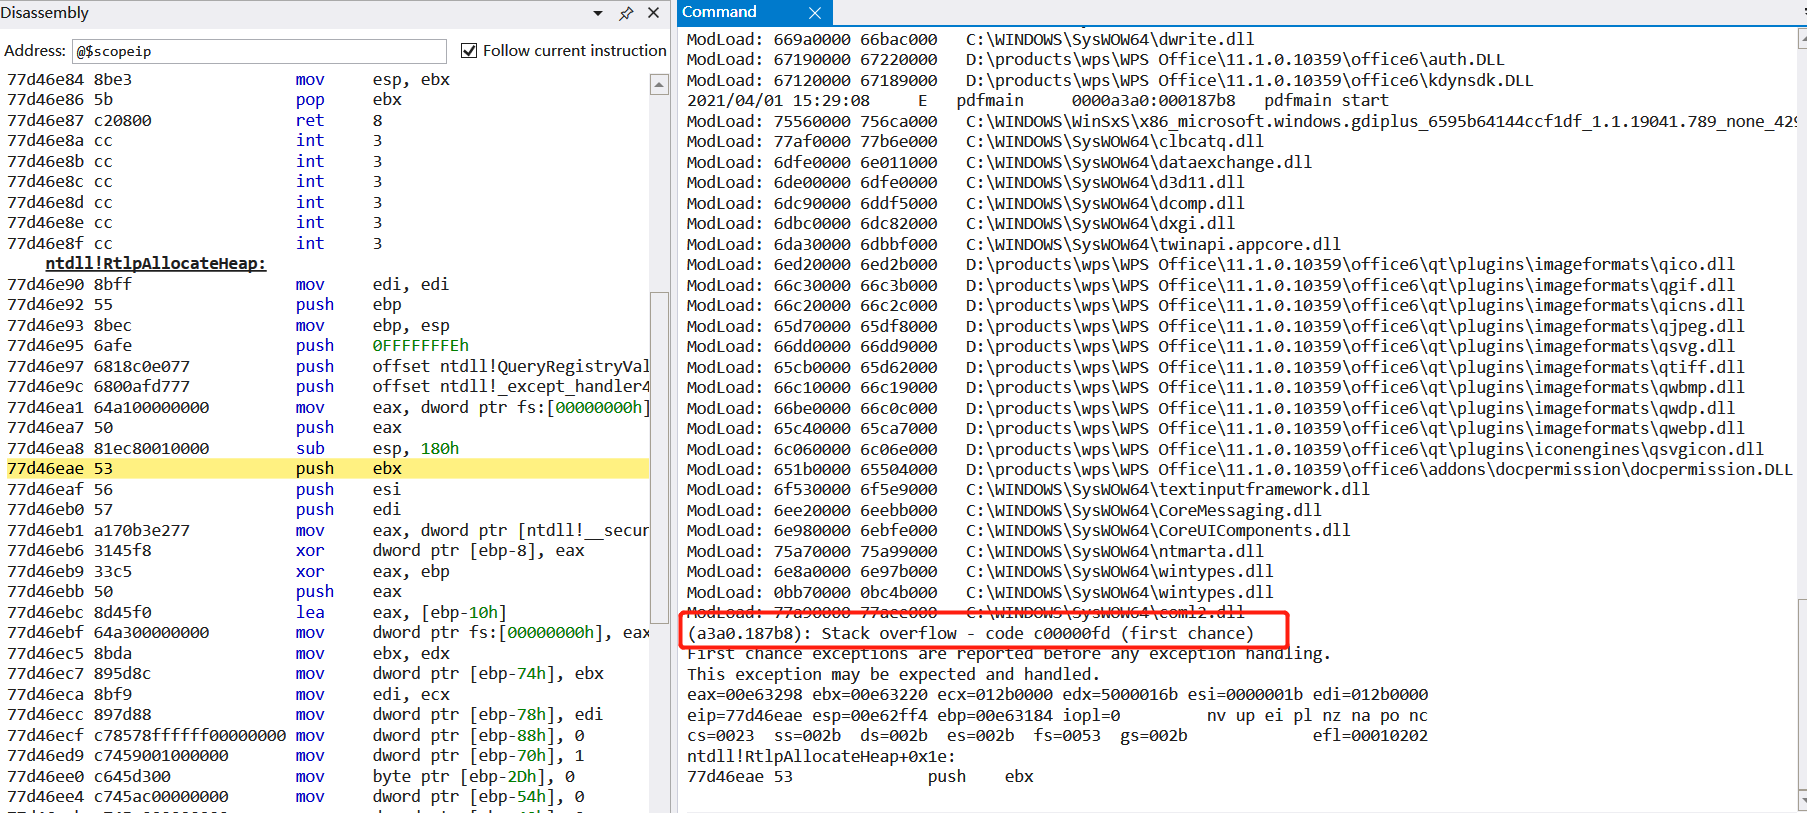 Disassembly
Address: @$scopeip Follow current instruction
77d46e84 8be3 mov esp, ebx
77d46e86 5b pop ebx
77d46e87 c20800 ret 8
77d46e8a cc int 3
77d46e8b cc int 3
77d46e8c cc int 3
77d46e8d cc int 3
77d46e8e cc int 3
77d46e8f cc int 3
ntdll!RtlpAllocateHeap:
77d46e90 8bff mov edi, edi
77d46e92 55 push ebp
77d46e93 8bec mov ebp, esp
77d46e95 6afe push 0FFFFFFFEh
77d46e97 6818c0e077 push offset ntdll!QueryRegistryVal
77d46e9c 6800afd777 push offset ntdll!_except_handler4
77d46ea1 64a100000000 mov eax, dword ptr fs:[00000000h]
77d46ea7 50 push eax
77d46ea8 81ec80010000 sub esp, 180h
77d46eae 53 push ebx
77d46eaf 56 push esi
77d46eb0 57 push edi
77d46eb1 a170b3e277 mov eax, dword ptr [ntdll!__secur
77d46eb6 3145f8 xor dword ptr [ebp-8], eax
77d46eb9 33c5 xor eax, ebp
77d46ebb 50 push eax
77d46ebc 8d45f0 lea eax, [ebp-10h]
77d46ebf 64a300000000 mov dword ptr fs:[00000000h], eax
77d46ec5 8bda mov ebx, edx
77d46ec7 895d8c mov dword ptr [ebp-74h], ebx
77d46eca 8bf9 mov edi, ecx
77d46ecc 897d88 mov dword ptr [ebp-78h], edi
77d46ecf c78578ffffff00000000 mov dword ptr [ebp-88h], 0
77d46ed9 c7459001000000 mov dword ptr [ebp-70h], 1
77d46ee0 c645d300 mov byte ptr [ebp-2Dh], 0
77d46ee4 c745ac00000000 mov dword ptr [ebp-54h], 0
Command
ModLoad: 669a0000 66bac000 C:\WINDOWS\SysWOW64\dwrite.dll
ModLoad: 67190000 67220000 D:\products\wps\WPS Office\11.1.0.10359\office6\auth.DLL
ModLoad: 67120000 67189000 D:\products\wps\WPS Office\11.1.0.10359\office6\kdynsdk.DLL
2021/04/01 15:29:08 E pdfmain 0000a3a0:000187b8 pdfmain start
ModLoad: 75560000 756ca000 C:\WINDOWS\WinSxS\x86_microsoft.windows.gdiplus_6595b64144ccf1df_1.1.19041.789_none_429
ModLoad: 77af0000 77b6e000 C:\WINDOWS\SysWOW64\clbcatq.dll
ModLoad: 6dfe0000 6e011000 C:\WINDOWS\SysWOW64\dataexchange.dll
ModLoad: 6de00000 6dfe0000 C:\WINDOWS\SysWOW64\d3d11.dll
ModLoad: 6dc90000 6ddf5000 C:\WINDOWS\SysWOW64\dcomp.dll
ModLoad: 6dbc0000 6dc82000 C:\WINDOWS\SysWOW64\dxgi.dll
ModLoad: 6da30000 6dbbf000 C:\WINDOWS\SysWOW64\twinapi.appcore.dll
ModLoad: 6ed20000 6ed2b000 D:\products\wps\WPS Office\11.1.0.10359\office6\qt\plugins\imageformats\qico.dll
ModLoad: 66c30000 66c3b000 D:\products\wps\WPS Office\11.1.0.10359\office6\qt\plugins\imageformats\qgif.dll
ModLoad: 66c20000 66c2c000 D:\products\wps\WPS Office\11.1.0.10359\office6\qt\plugins\imageformats\qicns.dll
ModLoad: 65d70000 65df8000 D:\products\wps\WPS Office\11.1.0.10359\office6\qt\plugins\imageformats\qjpeg.dll
ModLoad: 66dd0000 66dd9000 D:\products\wps\WPS Office\11.1.0.10359\office6\qt\plugins\imageformats\qsvg.dll
ModLoad: 65cb0000 65d62000 D:\products\wps\WPS Office\11.1.0.10359\office6\qt\plugins\imageformats\qtiff.dll
ModLoad: 66c10000 66c19000 D:\products\wps\WPS Office\11.1.0.10359\office6\qt\plugins\imageformats\qwbmp.dll
ModLoad: 66be0000 66c0c000 D:\products\wps\WPS Office\11.1.0.10359\office6\qt\plugins\imageformats\qwdp.dll
ModLoad: 65c40000 65ca7000 D:\products\wps\WPS Office\11.1.0.10359\office6\qt\plugins\imageformats\qwebp.dll
ModLoad: 6c060000 6c06e000 D:\products\wps\WPS Office\11.1.0.10359\office6\qt\plugins\iconengines\qsvgicon.dll
ModLoad: 651b0000 65504000 D:\products\wps\WPS Office\11.1.0.10359\office6\addons\docpermission\docpermission.DLL
ModLoad: 6f530000 6f5e9000 C:\WINDOWS\SysWOW64\textinputframework.dll
ModLoad: 6ee20000 6eebb000 C:\WINDOWS\SysWOW64\CoreMessaging.dll
ModLoad: 6e980000 6ebfe000 C:\WINDOWS\SysWOW64\CoreUIComponents.dll
ModLoad: 75a70000 75a99000 C:\WINDOWS\SysWOW64\ntmarta.dll
ModLoad: 6e8a0000 6e97b000 C:\WINDOWS\SysWOW64\wintypes.dll
ModLoad: 0bb70000 0bc4b000 C:\WINDOWS\SysWOW64\wintypes.dll
ModLoad: 77a90000 77aee000 C:\WINDOWS\SysWOW64\coml2.dll
(a3a0.187b8): Stack overflow - code c00000fd (first chance)
First chance exceptions are reported before any exception handling.
This exception may be expected and handled.
eax=00e63298 ebx=00e63220 ecx=012b0000 edx=5000016b esi=0000001b edi=012b0000
eip=77d46eae esp=00e62ff4 ebp=00e63184 iopl=0 nv up ei pl nz na po nc
cs=0023 ss=002b ds=002b es=002b fs=0053 gs=002b efl=00010202
ntdll!RtlpAllocateHeap+0x1e:
77d46eae 53 push ebx